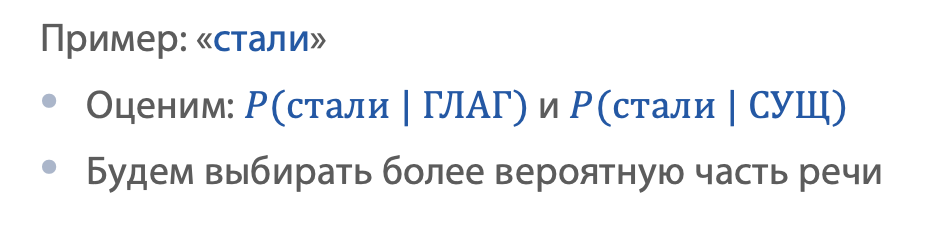 Пример: «стали»
• Оценим: P(стали | ГЛАГ) и P(стали | СУЩ)
• Будем выбирать более вероятную часть речи